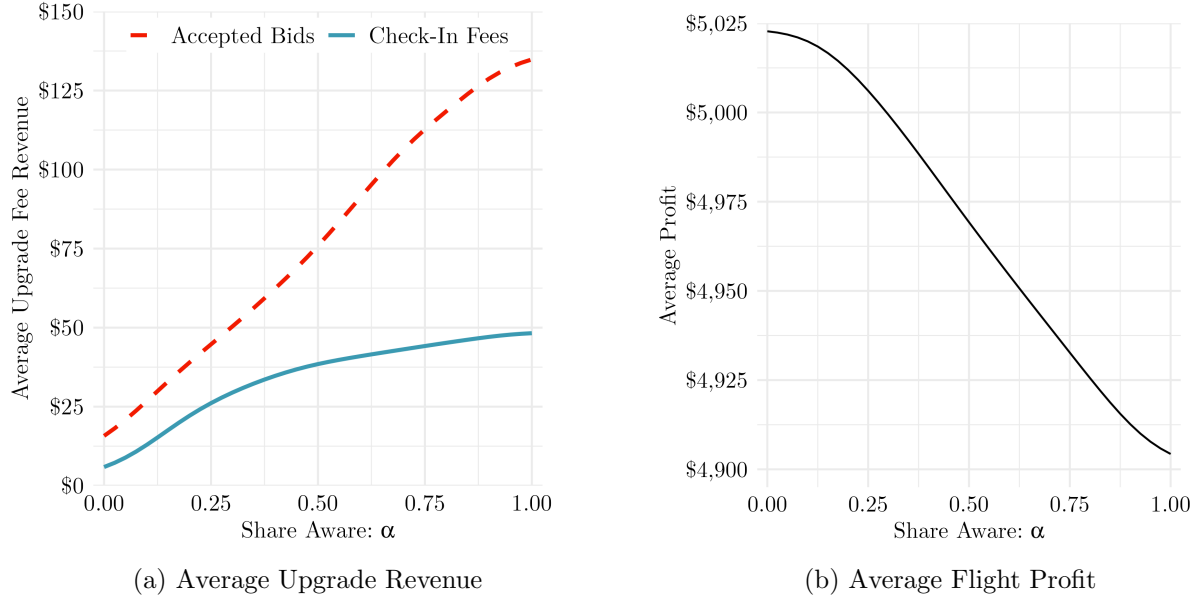 $150
Accepted Bids
Check-In Fees
$125
$100
$75
$50
$25
$0
Average Upgrade Fee Revenue
0.00 0.25 0.50 0.75 1.00
Share Aware: α
(a) Average Upgrade Revenue
$5,025
$5,000
$4,975
$4,950
$4,925
$4,900
Average Profit
0.00 0.25 0.50 0.75 1.00
Share Aware: α
(b) Average Flight Profit